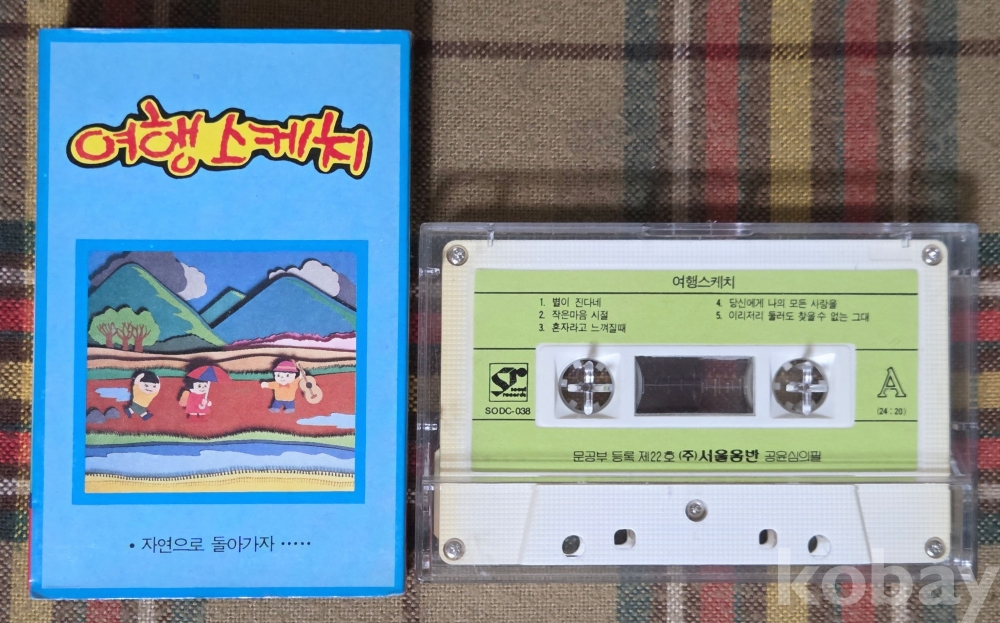 여행스케치
• 자연으로 돌아가자 •••••
여행스케치
1. 별이 진다네
2. 작은마음 시절
3. 혼자라고 느껴질때
4. 당신에게 나의 모든 사랑을
5. 이리저리 둘러도 찾을수 없는 그대
seoul records
SODC-038
A
(24:20)
문공부 등록 제22호 (주)서울음반 공윤심의필
kobay